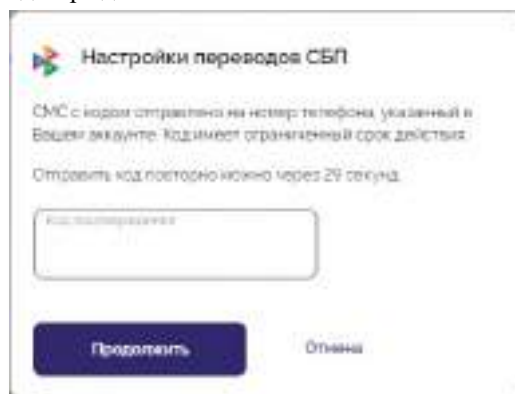 Настройки переводов СБП
СМС с кодом отправлено на номер телефона, указанный в
Вашем аккаунте. Код имеет ограниченный срок действия.
Отправить код повторно можно через 29 секунд.
Код подтверждения
Продолжить
Отмена